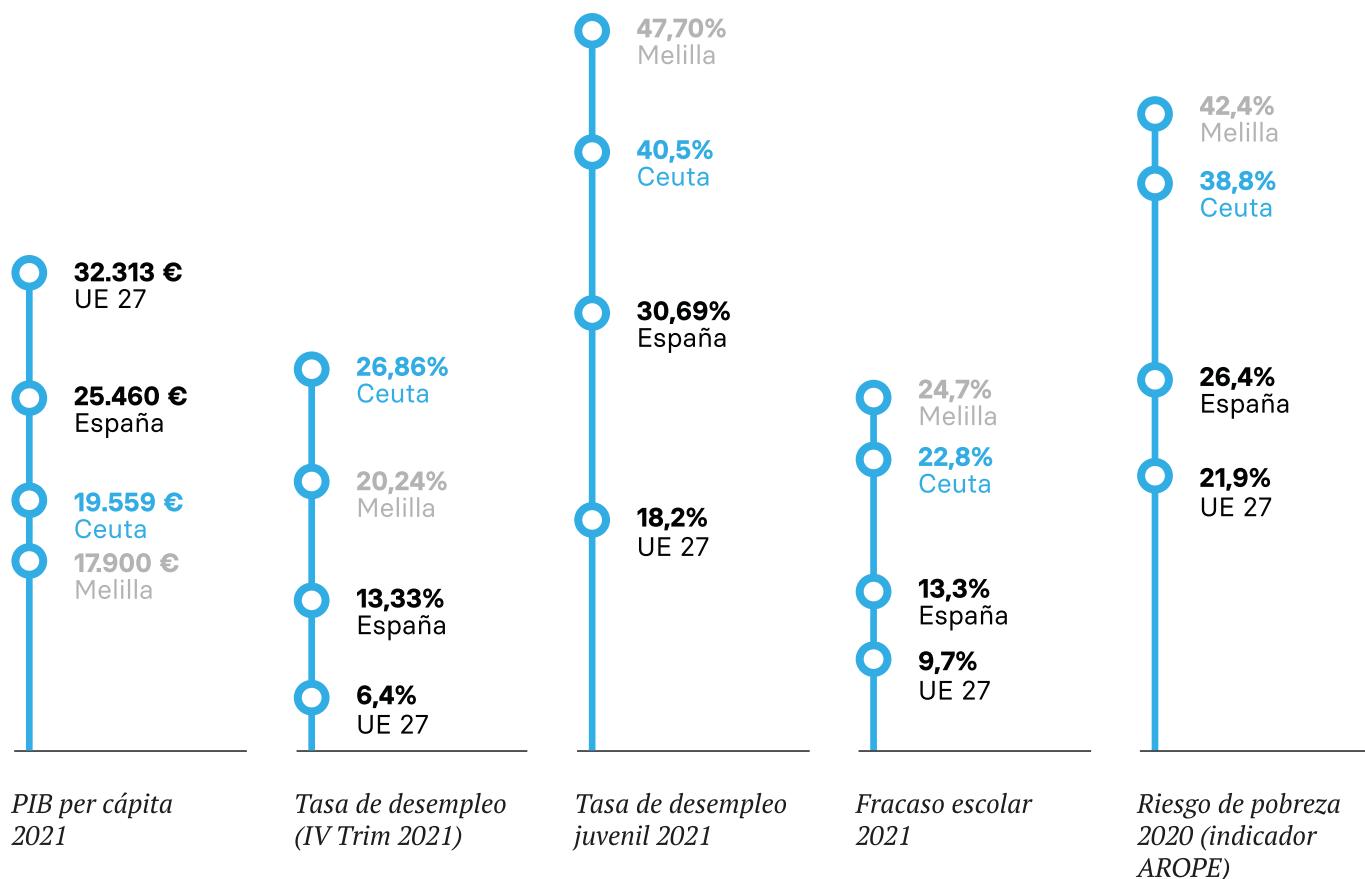 32.313 €
UE 27
25.460 €
España
19.559 €
Ceuta
17.900 €
Melilla
PIB per cápita
2021
26,86%
Ceuta
20,24%
Melilla
13,33%
España
6,4%
UE 27
Tasa de desempleo
(IV Trim 2021)
47,70%
Melilla
40,5%
Ceuta
30,69%
España
18,2%
UE 27
Tasa de desempleo
juvenil 2021
24,7%
Melilla
22,8%
Ceuta
13,3%
España
9,7%
UE 27
Fracaso escolar
2021
42,4%
Melilla
38,8%
Ceuta
26,4%
España
21,9%
UE 27
Riesgo de pobreza
2020 (indicador
AROPE)